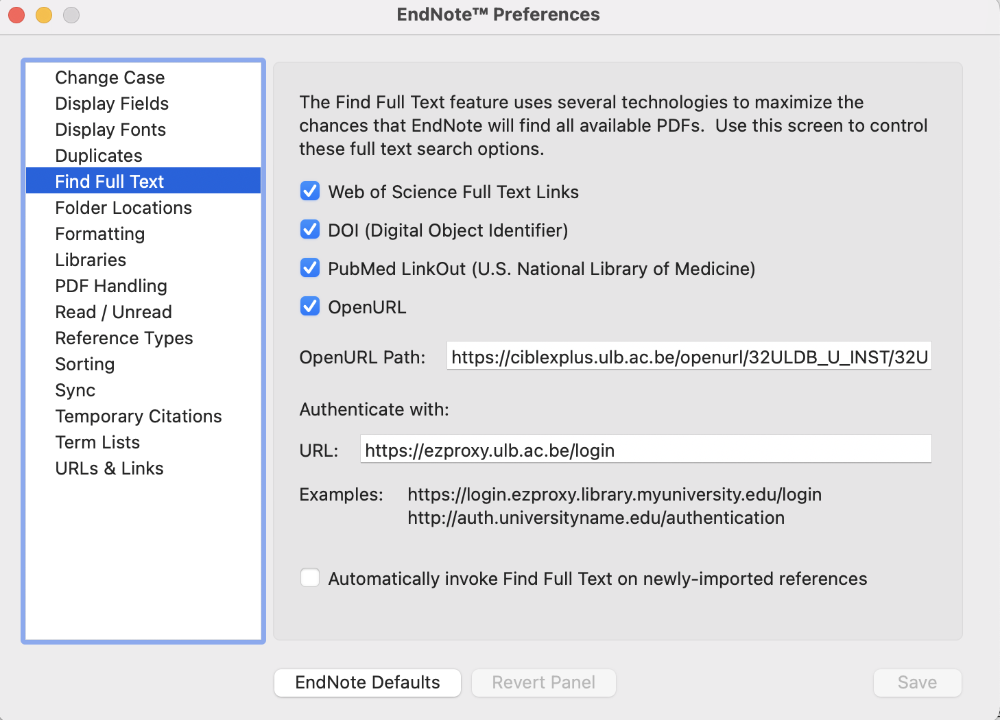 EndNote™ Preferences
Change Case
Display Fields
Display Fonts
Duplicates
Find Full Text
Folder Locations
Formatting
Libraries
PDF Handling
Read / Unread
Reference Types
Sorting
Sync
Temporary Citations
Term Lists
URLs & Links
The Find Full Text feature uses several technologies to maximize the
chances that EndNote will find all available PDFs.  Use this screen to control
these full text search options.
Web of Science Full Text Links
DOI (Digital Object Identifier)
PubMed LinkOut (U.S. National Library of Medicine)
OpenURL
OpenURL Path: https://ciblexplus.ulb.ac.be/openurl/32ULDB_U_INST/32U
Authenticate with:
URL: https://ezproxy.ulb.ac.be/login
Examples: https://login.ezproxy.library.myuniversity.edu/login
http://auth.universityname.edu/authentication
Automatically invoke Find Full Text on newly-imported references
EndNote Defaults Revert Panel Save